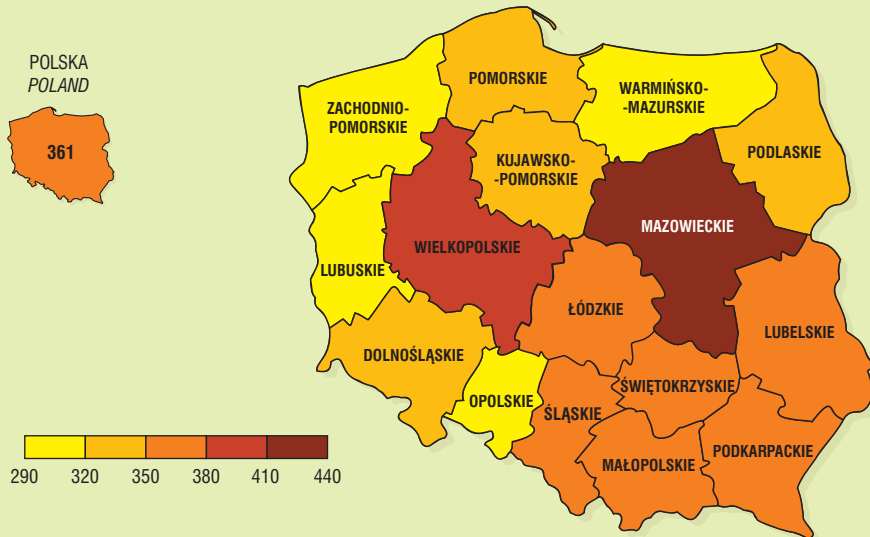 POLSKA
POLAND
361
POMORSKIE
ZACHODNIO-
-POMORSKIE
WARMIŃSKO-
-MAZURSKIE
KUJAWSKO-
-POMORSKIE
PODLASKIE
MAZOWIECKIE
WIELKOPOLSKIE
LUBUSKIE
ŁÓDZKIE
LUBELSKIE
DOLNOŚLĄSKIE
OPOLSKIE
ŚLĄSKIE
ŚWIĘTOKRZYSKIE
MAŁOPOLSKIE
PODKARPACKIE
290 320 350 380 410 440